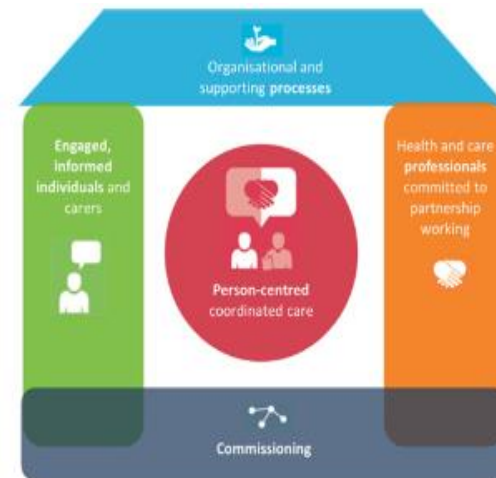 Organisational and
supporting processes
Engaged,
informed
individuals and
carers
Health and care
professionals
committed to
partnership
working
Person-centred
coordinated care
Commissioning